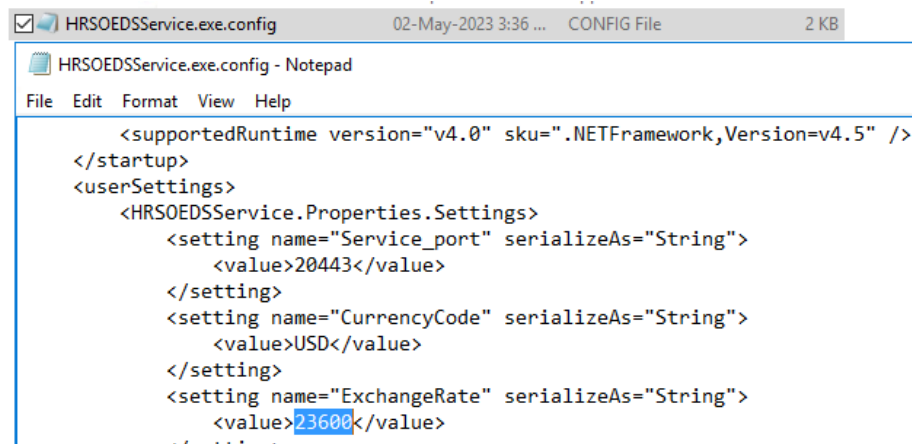 HRSOEDSService.exe.config 02-May-2023 3:36 ... CONFIG File 2 KB
HRSOEDSService.exe.config - Notepad
File Edit Format View Help
<supportedRuntime version="v4.0" sku=".NETFramework,Version=v4.5" />
</startup>
<userSettings>
<HRSOEDSService.Properties.Settings>
<setting name="Service_port" serializeAs="String">
<value>20443</value>
</setting>
<setting name="CurrencyCode" serializeAs="String">
<value>USD</value>
</setting>
<setting name="ExchangeRate" serializeAs="String">
<value>23600</value>